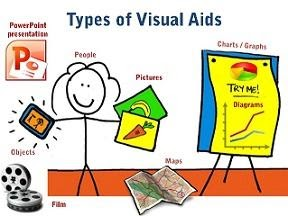 Types of Visual Aids
PowerPoint
presentation
P
People
Pictures
Charts / Graphs
TRY ME!
Diagrams
Objects
Maps
Film